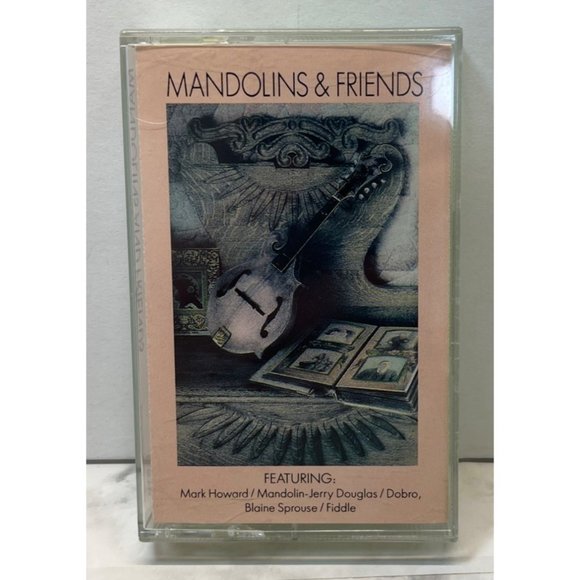 MANDOLINS & FRIENDS
FEATURING:
Mark Howard / Mandolin-Jerry Douglas / Dobro,
Blaine Sprouse / Fiddle